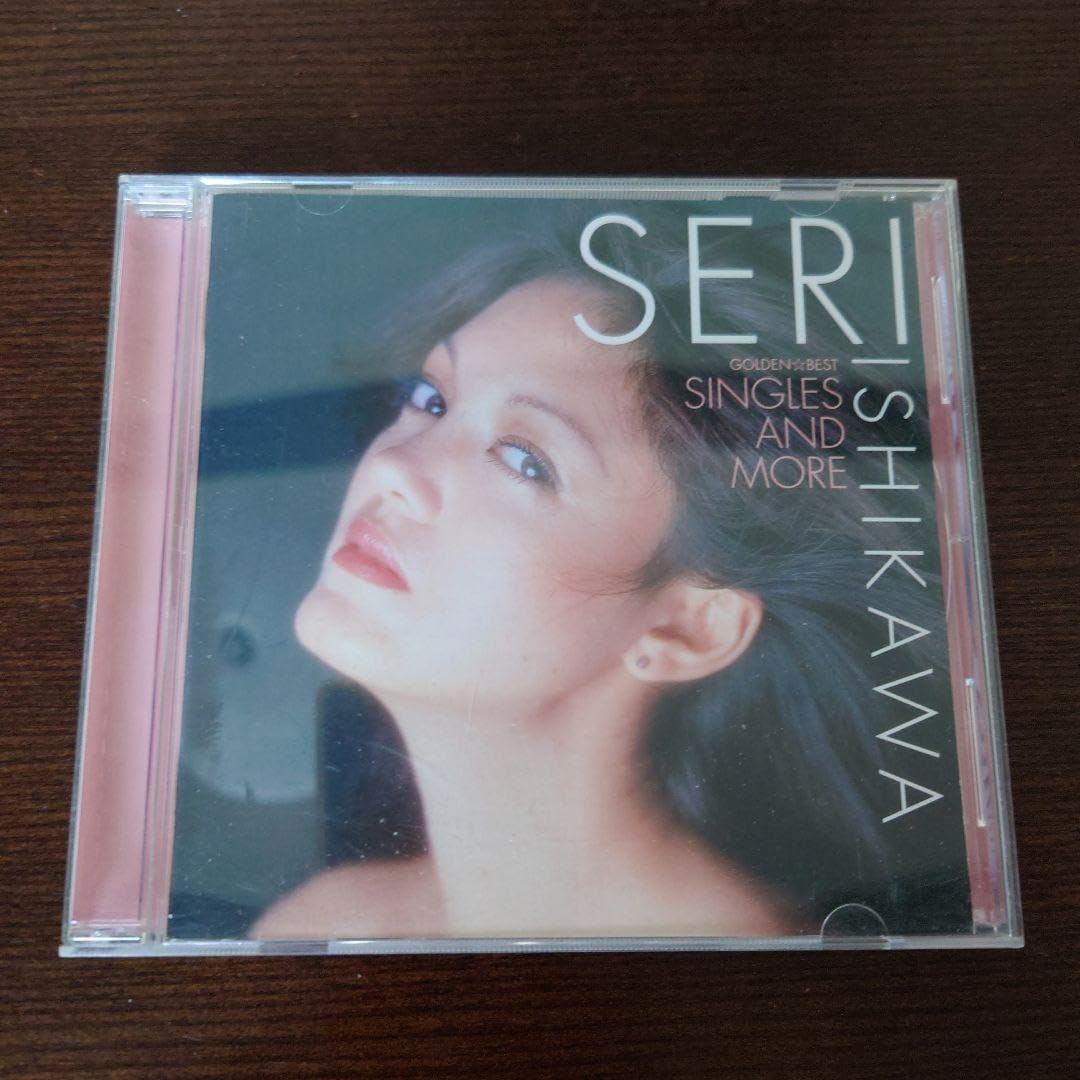 SERI
ISHIKAWA
GOLDEN☆BEST
SINGLES
AND
MORE